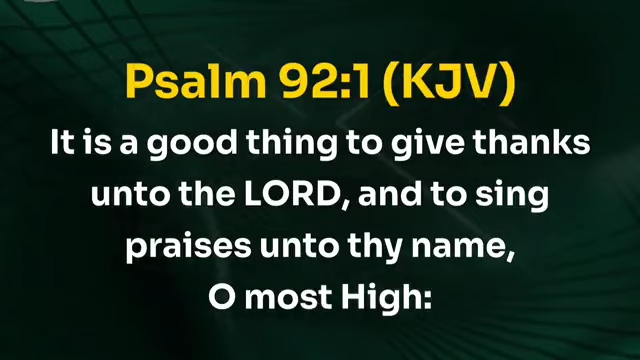 Psalm 92:1 (KJV)
It is a good thing to give thanks
unto the LORD, and to sing
praises unto thy name,
O most High: